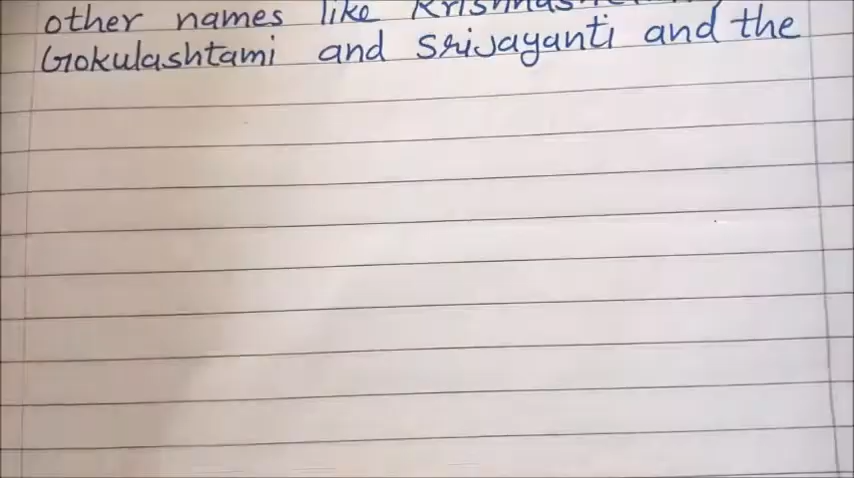 other names like
Gokulashtami and Srijayanti and the